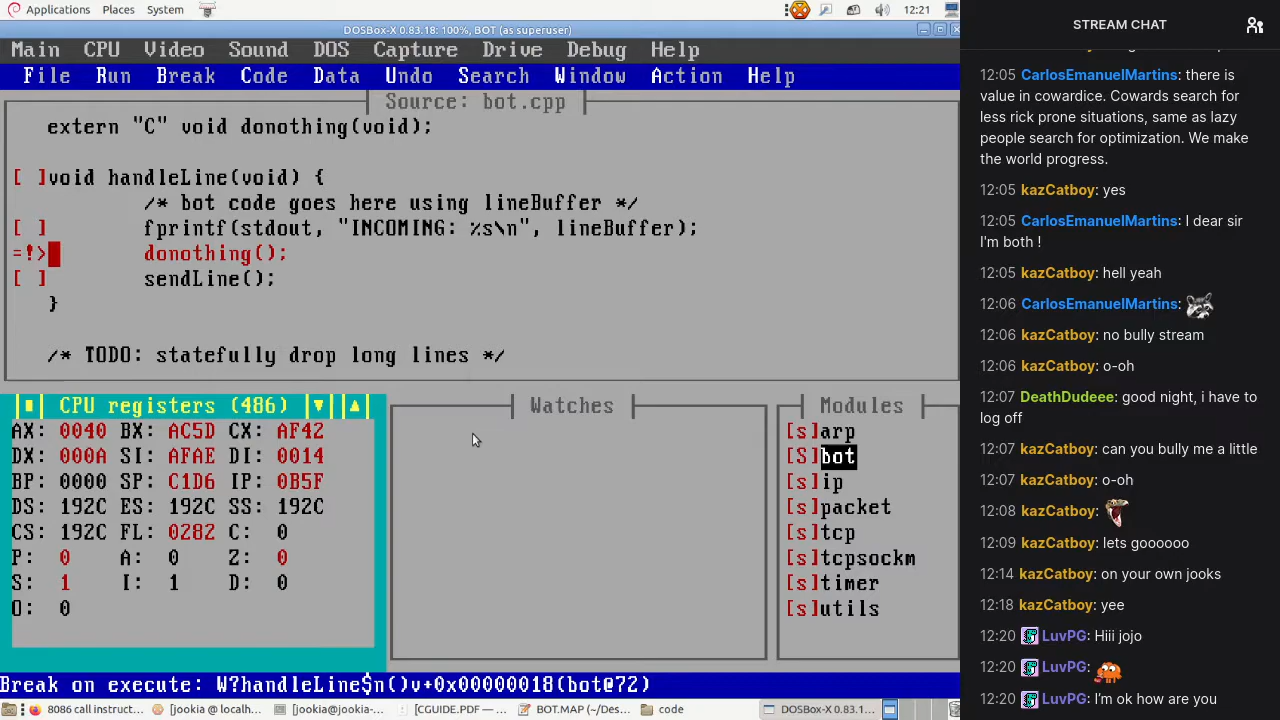 Applications Places System 12:21
DOSBox-X 0.83.18: 100%, BOT (as superuser)
Main CPU Video Sound DOS Capture Drive Debug Help
File Run Break Code Data Undo Search Window Action Help
Source: bot.cpp
extern "C" void donothing(void);
[ ]void handleLine(void) {
/* bot code goes here using lineBuffer */
[ ] fprintf(stdout, "INCOMING: %s\n", lineBuffer);
=!> donothing();
[ ] sendLine();
}
/* TODO: statefully drop long lines */
CPU registers (486)
AX: 0040 BX: AC5D CX: AF42
DX: 000A SI: AFAE DI: 0014
BP: 0000 SP: C1D6 IP: 0B5F
DS: 192C ES: 192C SS: 192C
CS: 192C FL: 0282 C: 0
P: 0 A: 0 Z: 0
S: 1 I: 1 D: 0
O: 0
Watches
Modules
[s]arp
[S]bot
[s]ip
[s]packet
[s]tcp
[s]tcpsockm
[s]timer
[s]utils
Break on execute: W?handleLine$n()v+0x00000018(bot@72)
8086 call instruct... [jookia @ localh... [jookia@jookia-... [CGUIDE.PDF —... BOT.MAP (~/Des... code DOSBox-X 0.83.1...
STREAM CHAT
12:05 CarlosEmanuelMartins: there is
value in cowardice. Cowards search for
less rick prone situations, same as lazy
people search for optimization. We make
the world progress.
12:05 kazCatboy: yes
12:05 CarlosEmanuelMartins: I dear sir
I'm both !
12:05 kazCatboy: hell yeah
12:06 CarlosEmanuelMartins:
12:06 kazCatboy: no bully stream
12:06 kazCatboy: o-oh
12:07 DeathDudeee: good night, i have to
log off
12:07 kazCatboy: can you bully me a little
12:07 kazCatboy: o-oh
12:08 kazCatboy:
12:09 kazCatboy: lets goooooo
12:14 kazCatboy: on your own jooks
12:18 kazCatboy: yee
12:20 LuvPG: Hiii jojo
12:20 LuvPG:
12:20 LuvPG: I'm ok how are you